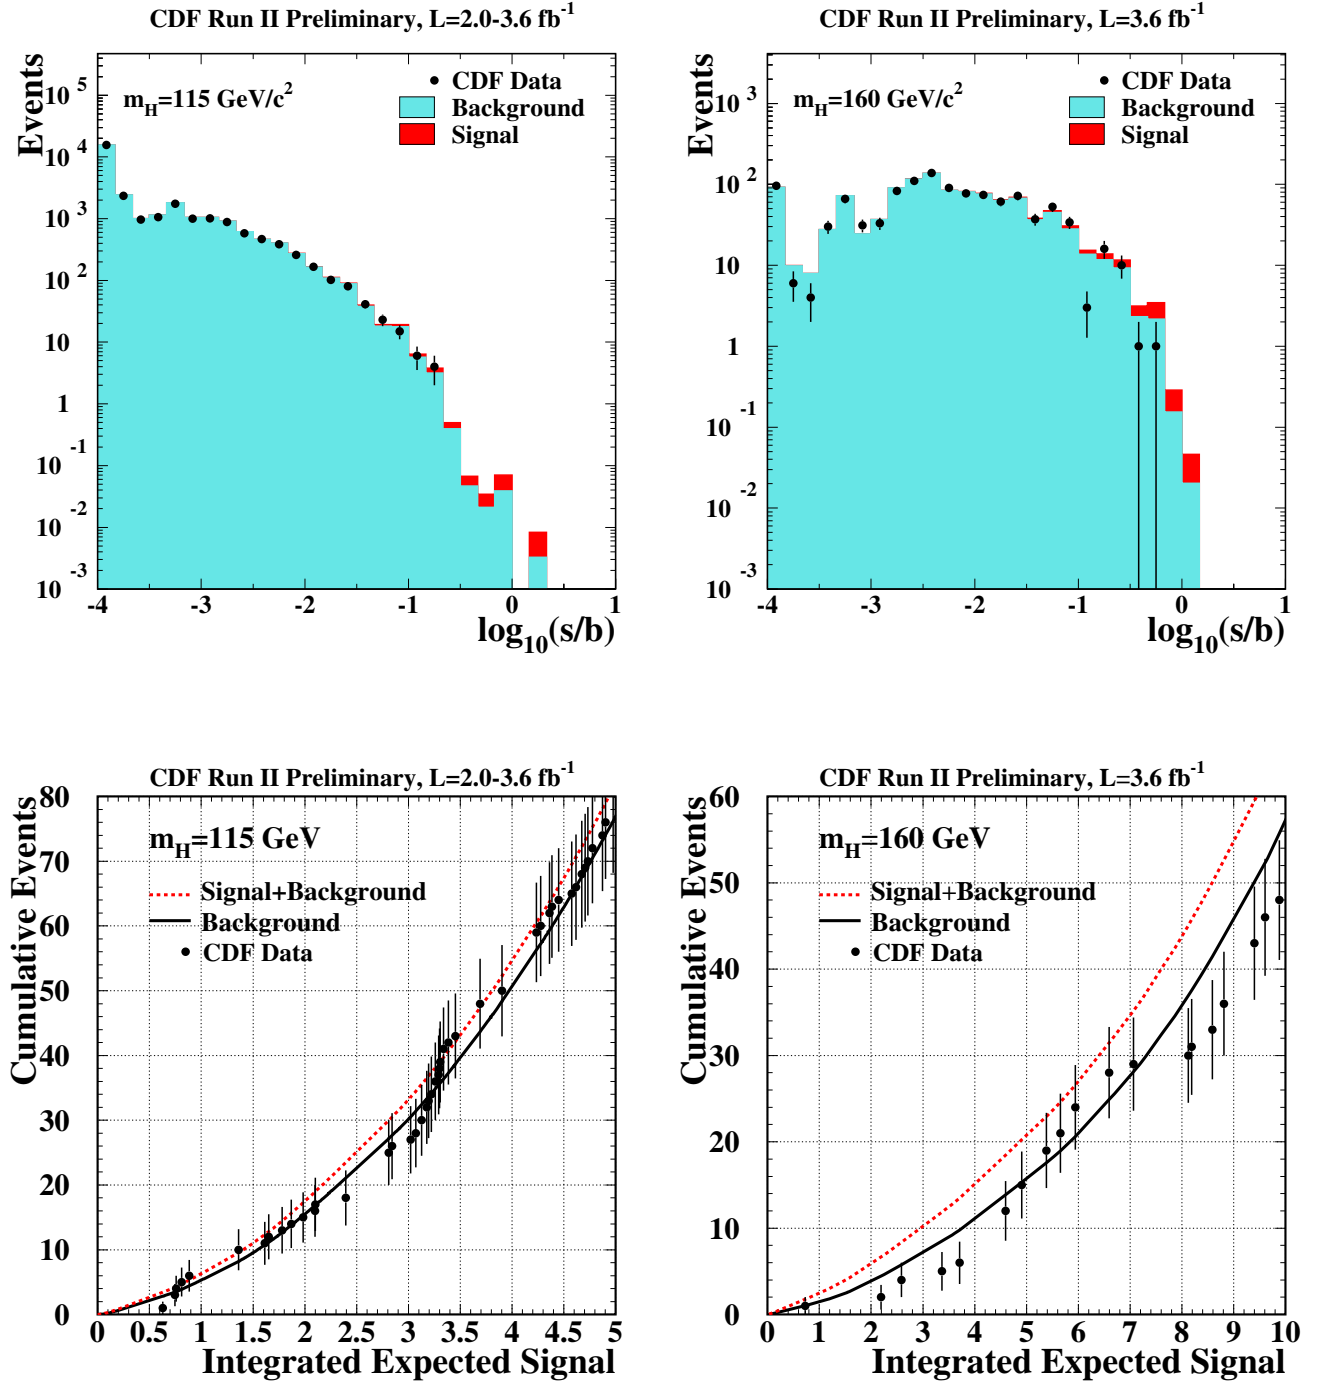 CDF Run II Preliminary, L=2.0-3.6 fb-1
Events
m_H=115 GeV/c2
CDF Data
Background
Signal
10 5
10 4
10 3
10 2
10
1
10 -1
10 -2
10 -3
-4 -3 -2 -1 0 1
log10(s/b)
CDF Run II Preliminary, L=3.6 fb-1
Events
m_H=160 GeV/c2
CDF Data
Background
Signal
10 3
10 2
10
1
10 -1
10 -2
10 -3
-4 -3 -2 -1 0 1
log10(s/b)
CDF Run II Preliminary, L=2.0-3.6 fb-1
Cumulative Events
m_H=115 GeV
Signal+Background
Background
CDF Data
80
70
60
50
40
30
20
10
0
0 0.5 1 1.5 2 2.5 3 3.5 4 4.5 5
Integrated Expected Signal
CDF Run II Preliminary, L=3.6 fb-1
Cumulative Events
m_H=160 GeV
Signal+Background
Background
CDF Data
60
50
40
30
20
10
0
0 1 2 3 4 5 6 7 8 9 10
Integrated Expected Signal